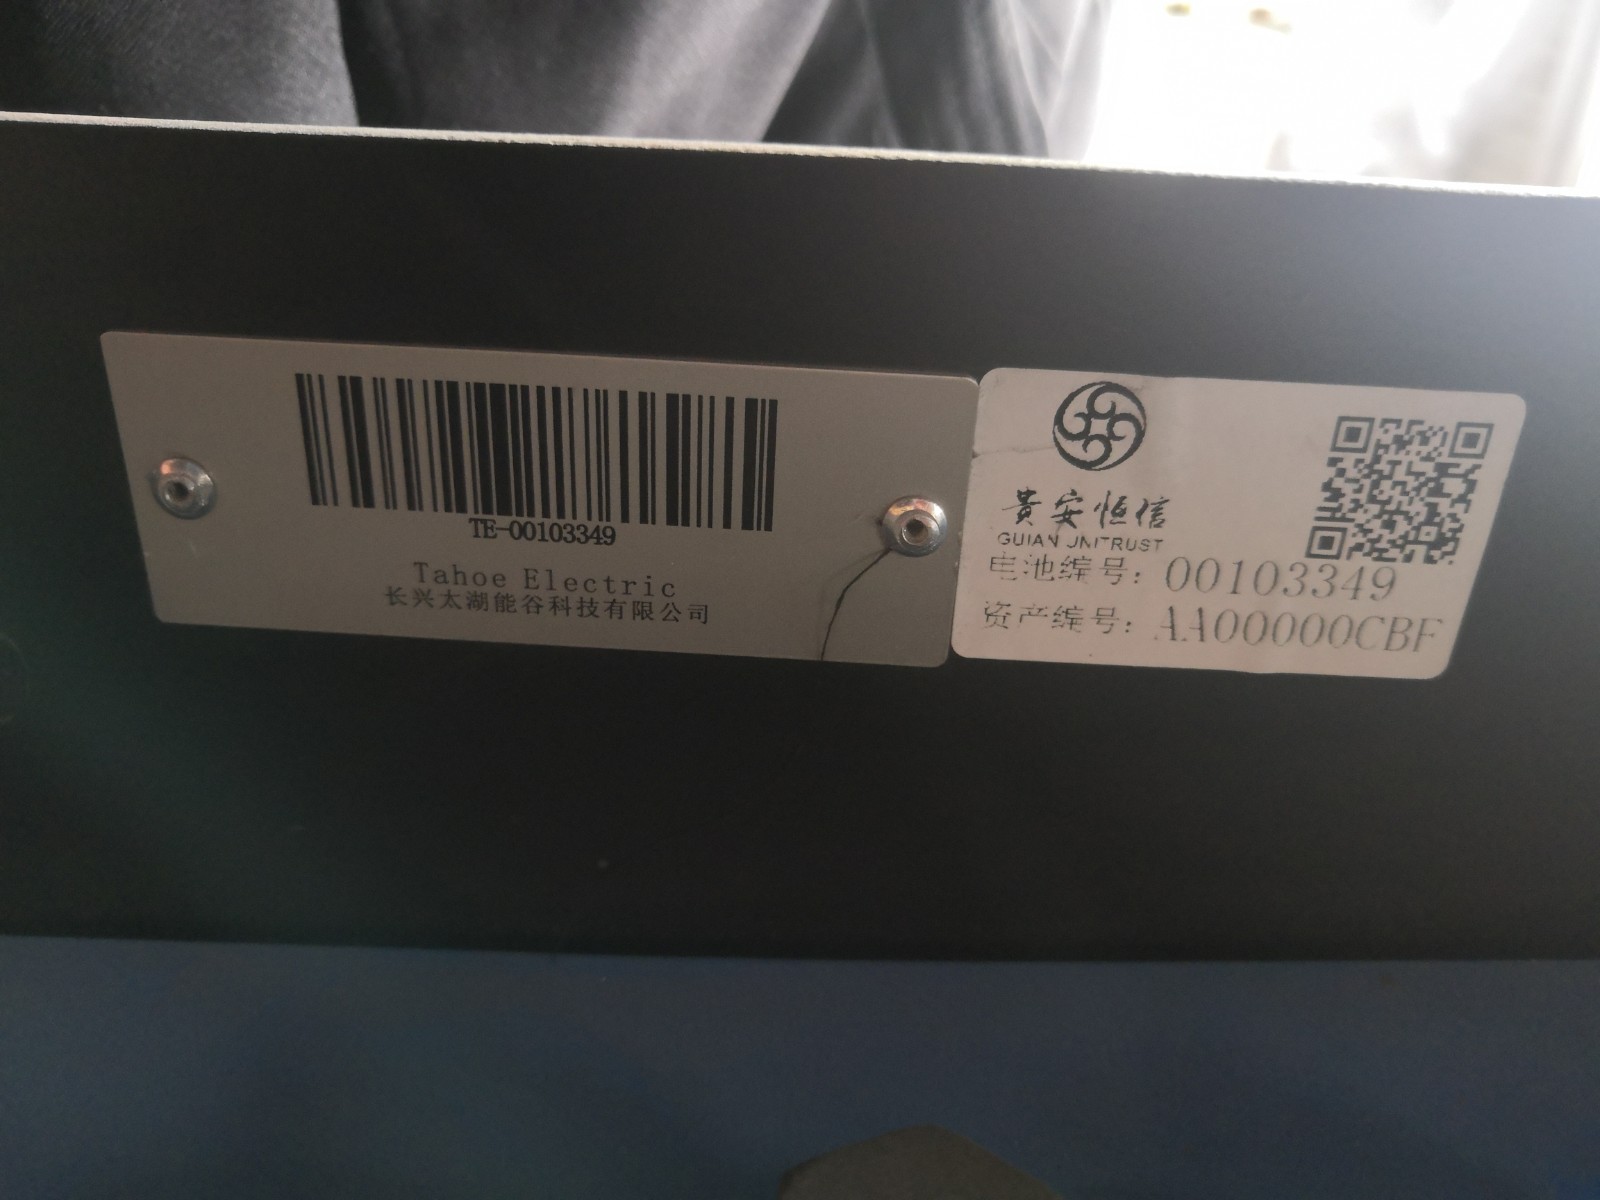 TE-00103349
Tahoe Electric
长兴太湖能谷科技有限公司
貴安恒信
GUIAN UNITRUST
电池编号：00103349
资产编号：AA00000CBF